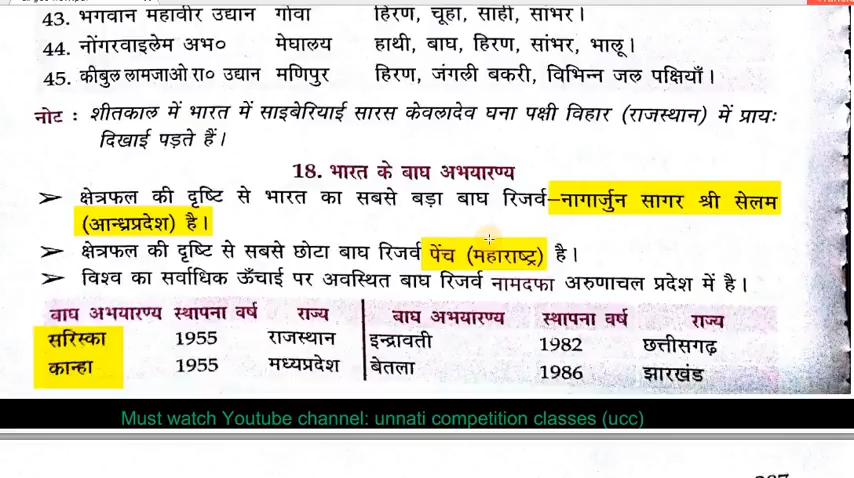 43. भगवान महावीर उद्यान गोवा हिरण, चूहा, साही, सांभर।
44. नोंगरवाइलेम अभ० मेघालय हाथी, बाघ, हिरण, सांभर, भालू।
45. कीबुल लामजाओ रा० उद्यान मणिपुर हिरण, जंगली बकरी, विभिन्न जल पक्षियाँ।
नोट : शीतकाल में भारत में साइबेरियाई सारस केवलादेव घना पक्षी विहार (राजस्थान) में प्रायः
दिखाई पड़ते हैं।
18. भारत के बाघ अभयारण्य
➢ क्षेत्रफल की दृष्टि से भारत का सबसे बड़ा बाघ रिजर्व–नागार्जुन सागर श्री सेलम
(आन्ध्रप्रदेश) है।
➢ क्षेत्रफल की दृष्टि से सबसे छोटा बाघ रिजर्व पेंच (महाराष्ट्र) है।
➢ विश्व का सर्वाधिक ऊँचाई पर अवस्थित बाघ रिजर्व नामदफा अरुणाचल प्रदेश में है।
बाघ अभयारण्य स्थापना वर्ष राज्य बाघ अभयारण्य स्थापना वर्ष राज्य
सरिस्का 1955 राजस्थान इन्द्रावती 1982 छत्तीसगढ़
कान्हा 1955 मध्यप्रदेश बेतला 1986 झारखंड
Must watch Youtube channel: unnati competition classes (ucc)